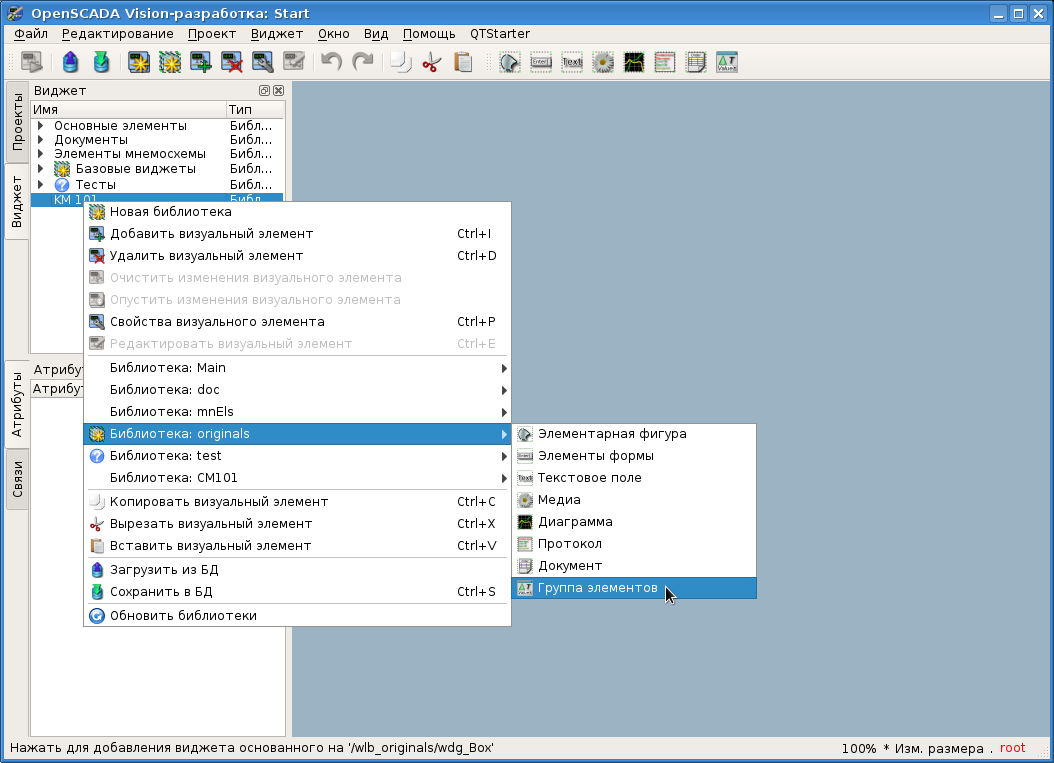 OpenSCADA Vision-разработка: Start
Файл Редактирование Проект Виджет Окно Вид Помощь QTStarter
Проекты
Виджет
Атрибуты
Связи
Виджет
Имя Тип
Основные элементы Библ...
Документы Библ...
Элементы мнемосхемы Библ...
Базовые виджеты Библ...
Тесты Библ...
КМ 101 Библ...
Новая библиотека
Добавить визуальный элемент Ctrl+I
Удалить визуальный элемент Ctrl+D
Очистить изменения визуального элемента
Опустить изменения визуального элемента
Свойства визуального элемента Ctrl+P
Редактировать визуальный элемент Ctrl+E
Атрибу
Атрибу
Библиотека: Main
Библиотека: doc
Библиотека: mnEls
Библиотека: originals
Библиотека: test
Библиотека: CM101
Копировать визуальный элемент Ctrl+C
Вырезать визуальный элемент Ctrl+X
Вставить визуальный элемент Ctrl+V
Загрузить из БД
Сохранить в БД Ctrl+S
Обновить библиотеки
Элементарная фигура
Элементы формы
Текстовое поле
Медиа
Диаграмма
Протокол
Документ
Группа элементов
Нажать для добавления виджета основанного на '/wlb_originals/wdg_Box'
100% * Изм. размера . root